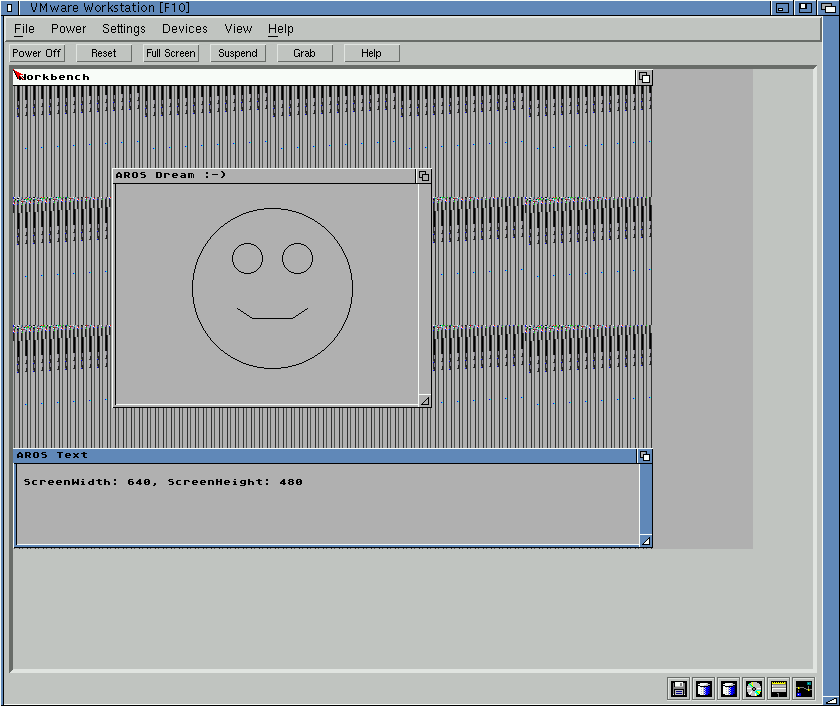 VMware Workstation [F10]
File Power Settings Devices View Help
Power Off Reset Full Screen Suspend Grab Help
Workbench
AROS Dream :-)
AROS Text
ScreenWidth: 640, ScreenHeight: 480